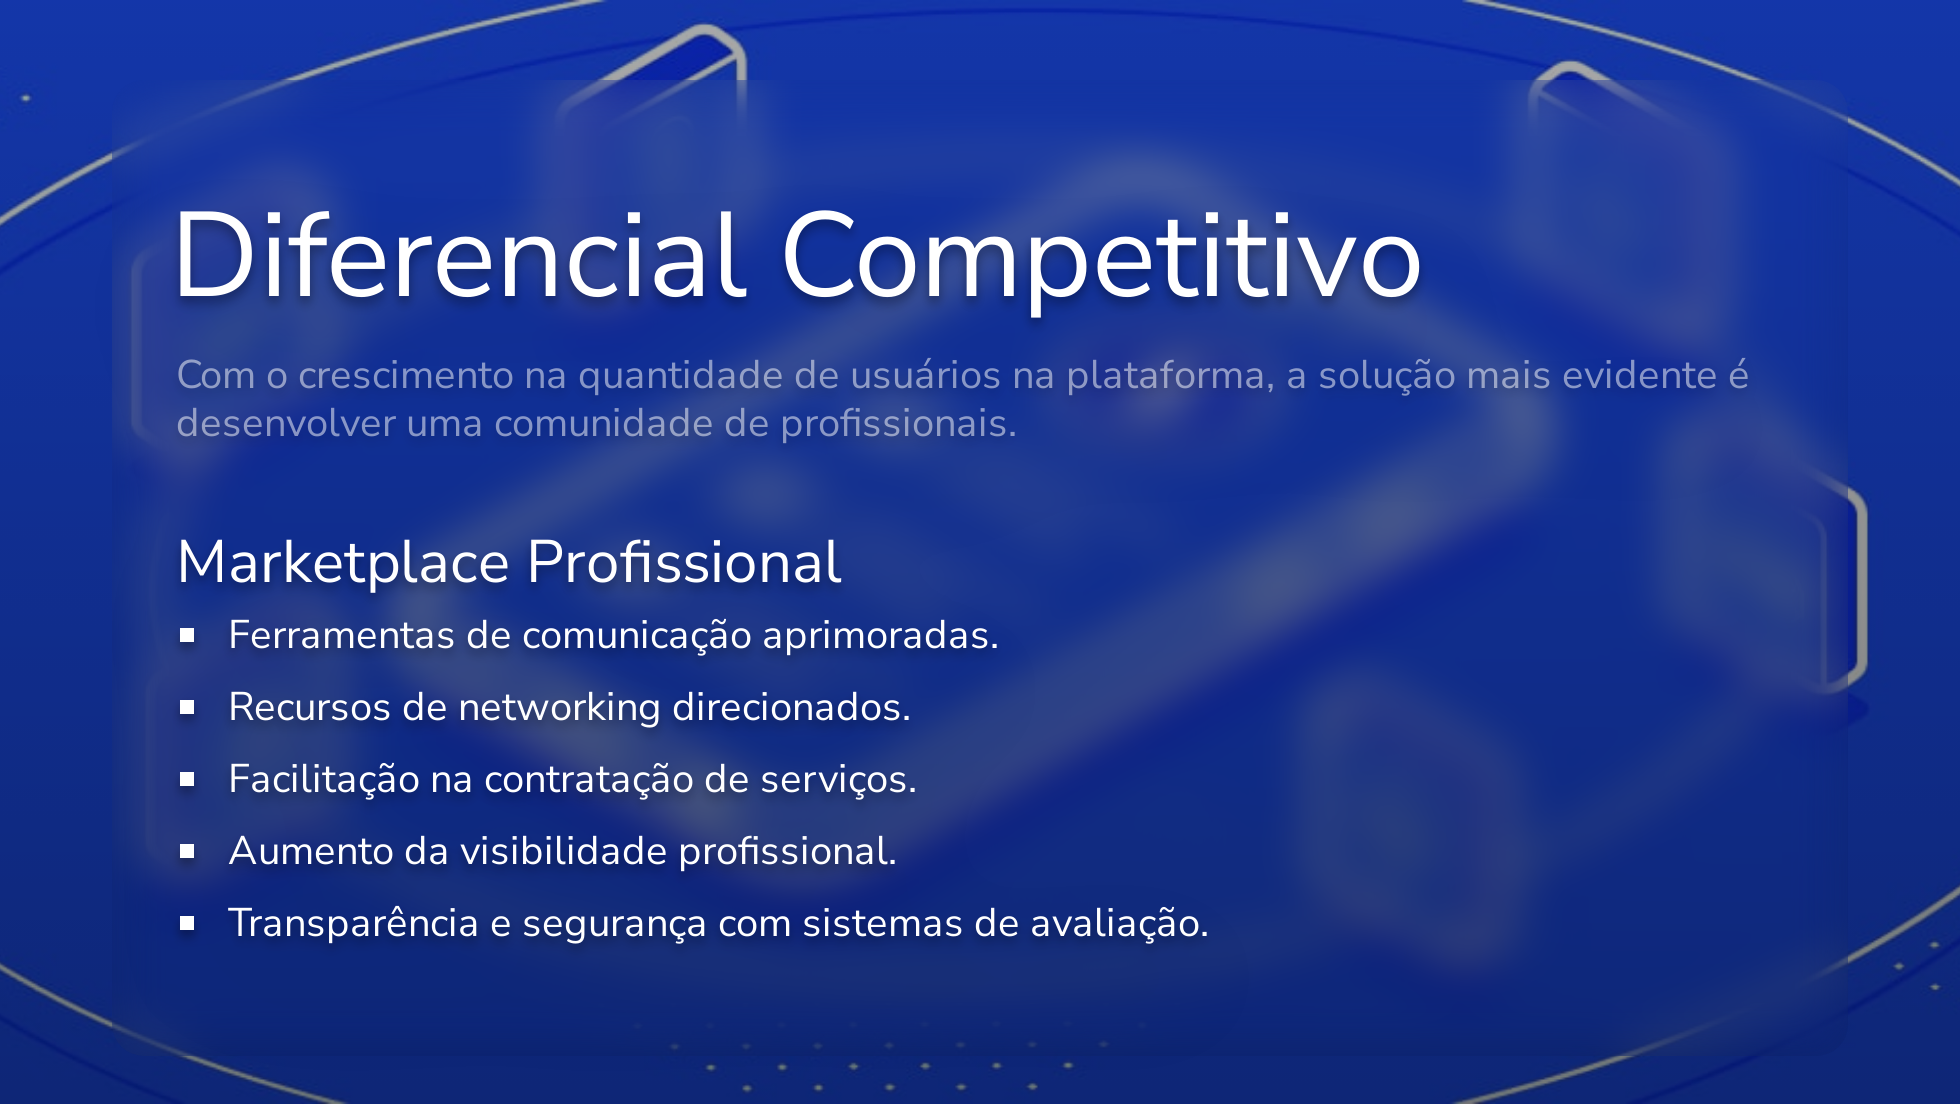 Diferencial Competitivo
Com o crescimento na quantidade de usuários na plataforma, a solução mais evidente é
desenvolver uma comunidade de profissionais.
Marketplace Profissional
▪ Ferramentas de comunicação aprimoradas.
▪ Recursos de networking direcionados.
▪ Facilitação na contratação de serviços.
▪ Aumento da visibilidade profissional.
▪ Transparência e segurança com sistemas de avaliação.